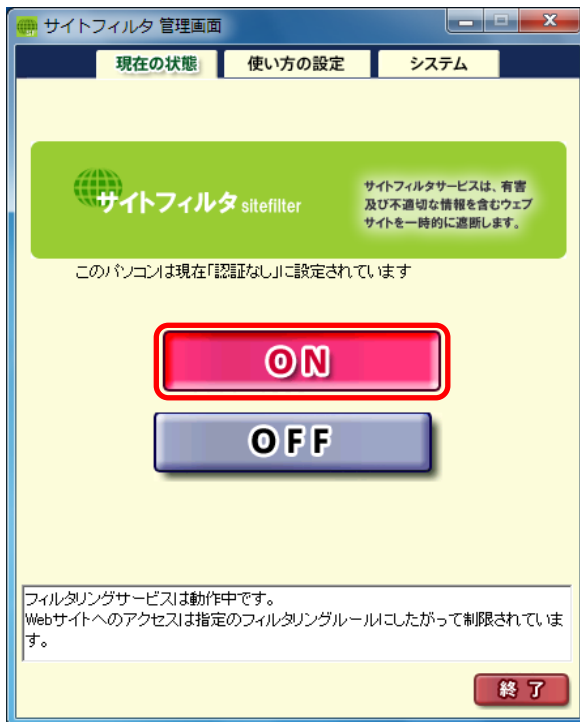 サイトフィルタ 管理画面
現在の状態 使い方の設定 システム
サイトフィルタ sitefilter
サイトフィルタサービスは、有害
及び不適切な情報を含むウェブ
サイトを一時的に遮断します。
このパソコンは現在「認証なし」に設定されています
ON
OFF
フィルタリングサービスは動作中です。
Webサイトへのアクセスは指定のフィルタリングルールにしたがって制限されていま
す。
終了